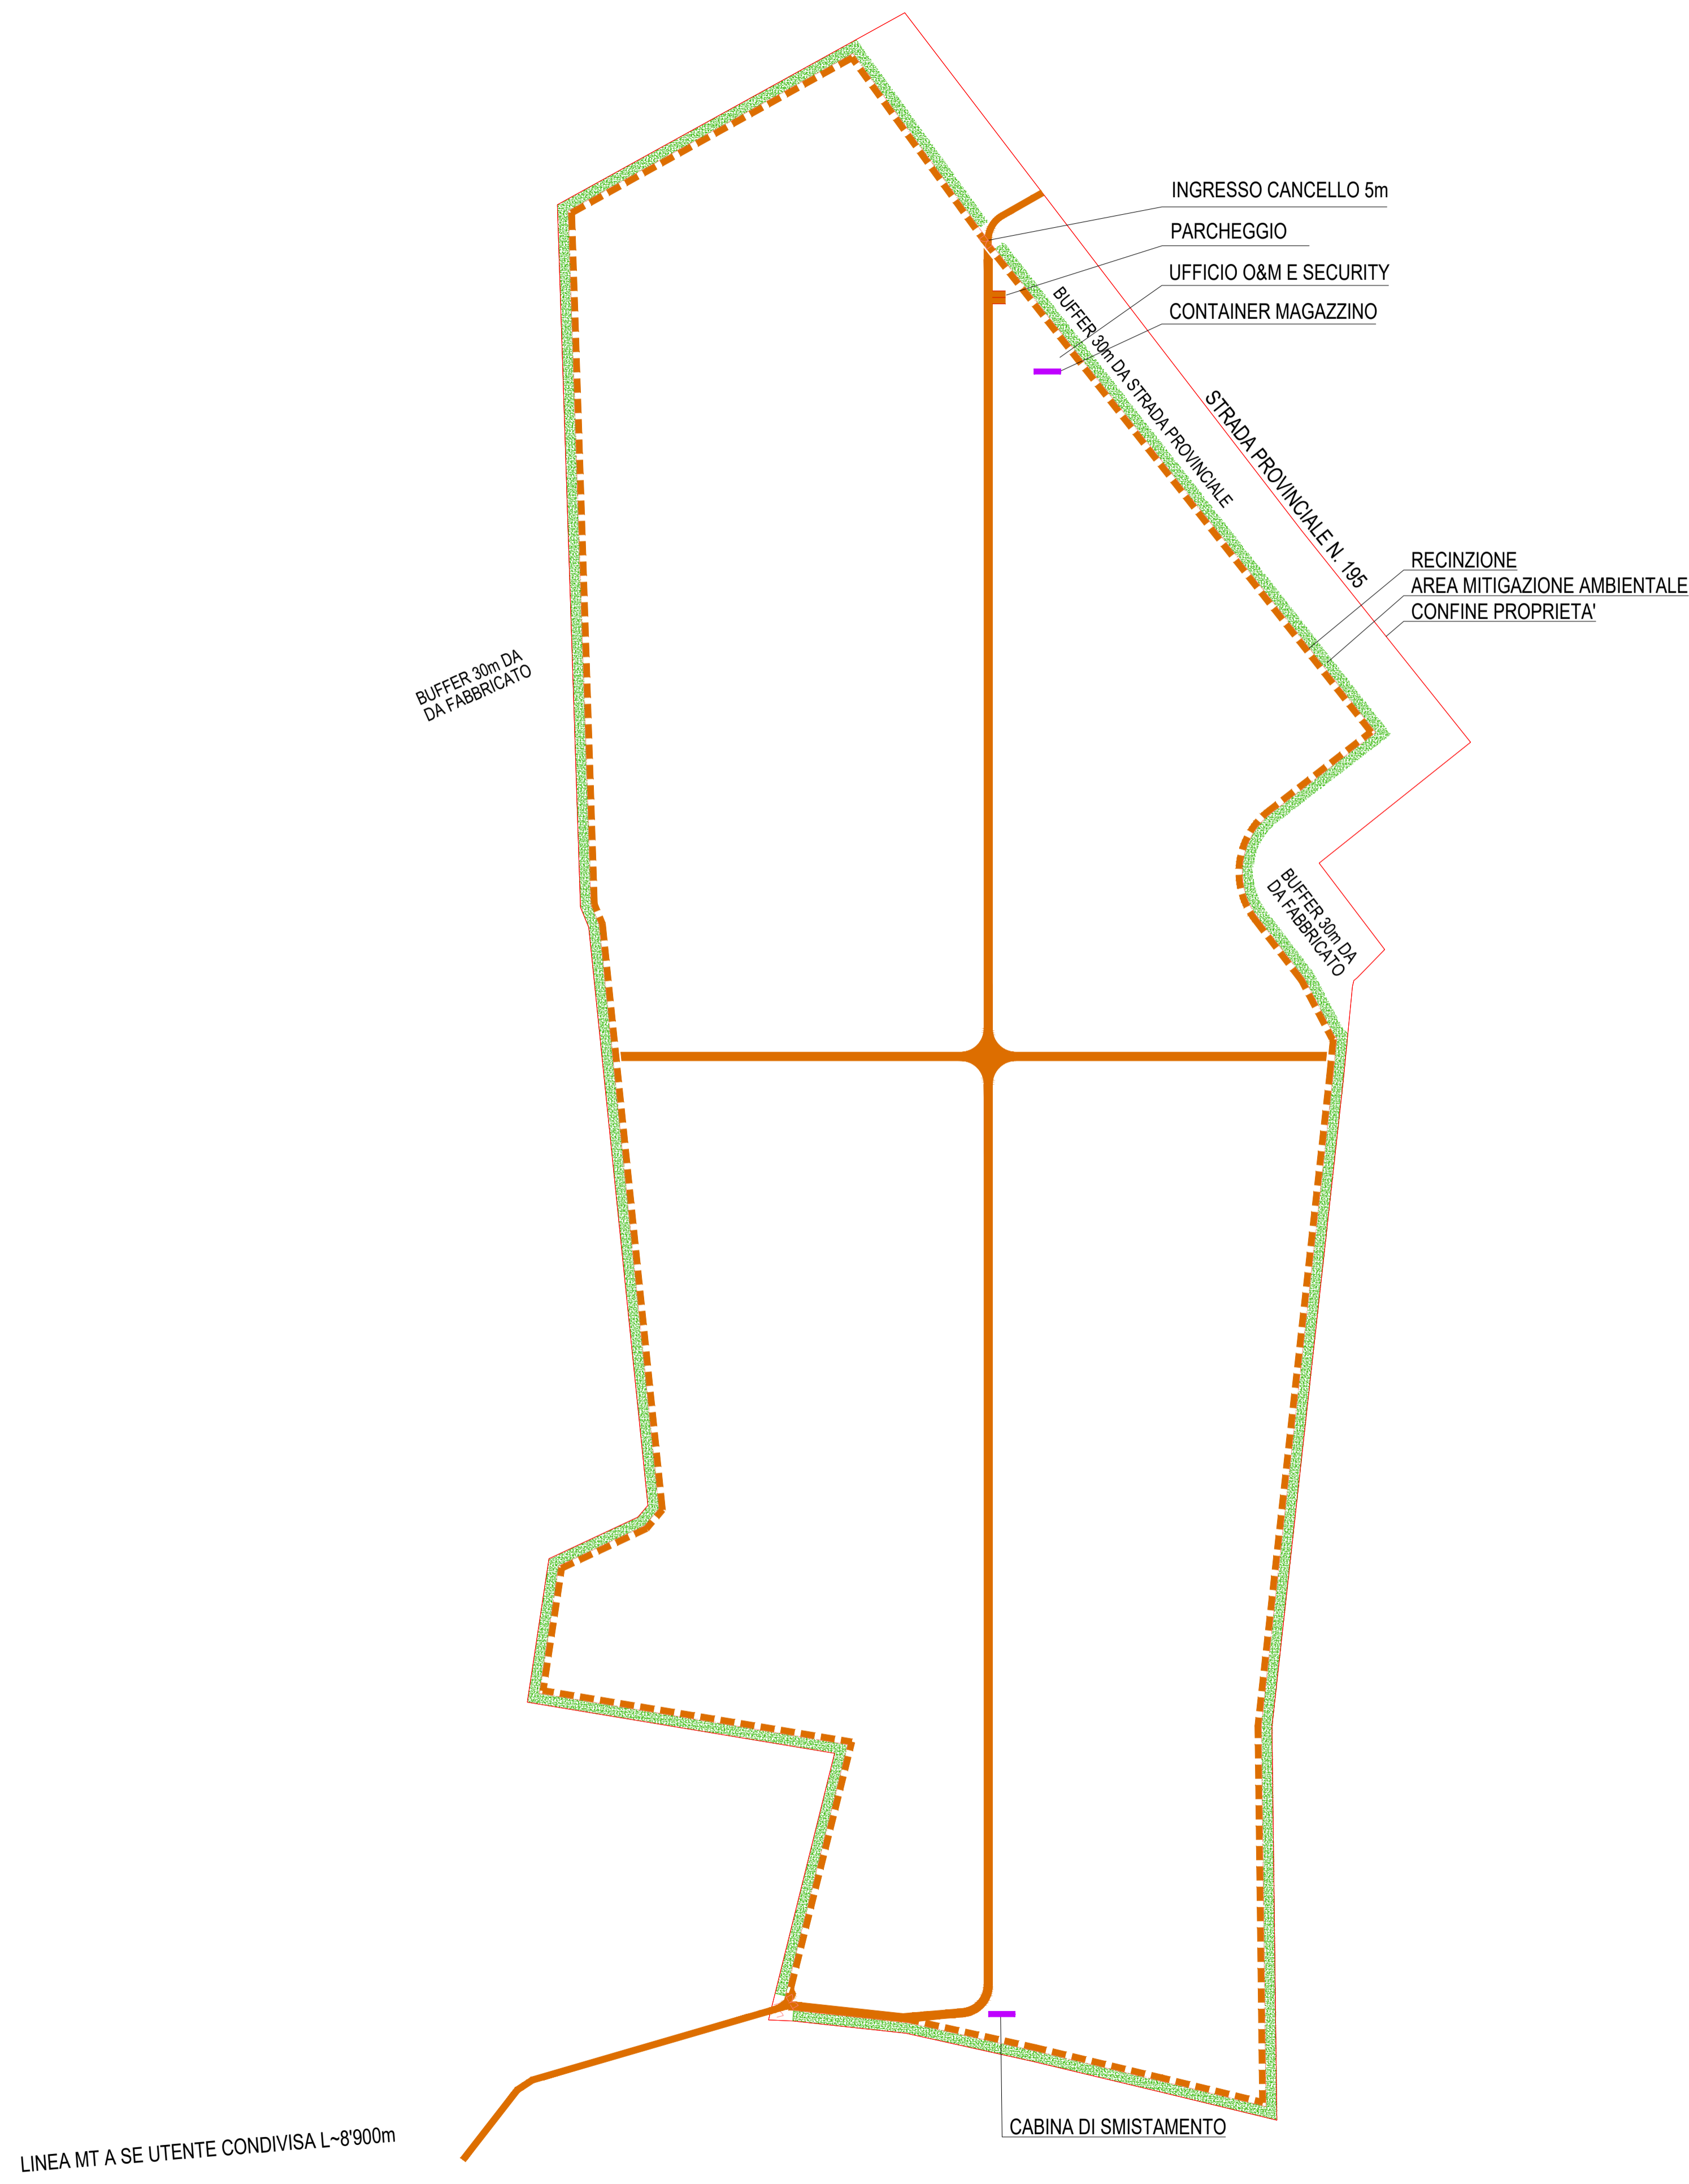 INGRESSO CANCELLO 5m
PARCHEGGIO
UFFICIO O&M E SECURITY
CONTAINER MAGAZZINO
BUFFER 30m DA STRADA PROVINCIALE
STRADA PROVINCIALE N. 195
RECINZIONE
AREA MITIGAZIONE AMBIENTALE
CONFINE PROPRIETA'
BUFFER 30m DA
DA FABBRICATO
BUFFER 30m DA
DA FABBRICATO
CABINA DI SMISTAMENTO
LINEA MT A SE UTENTE CONDIVISA L~8'900m